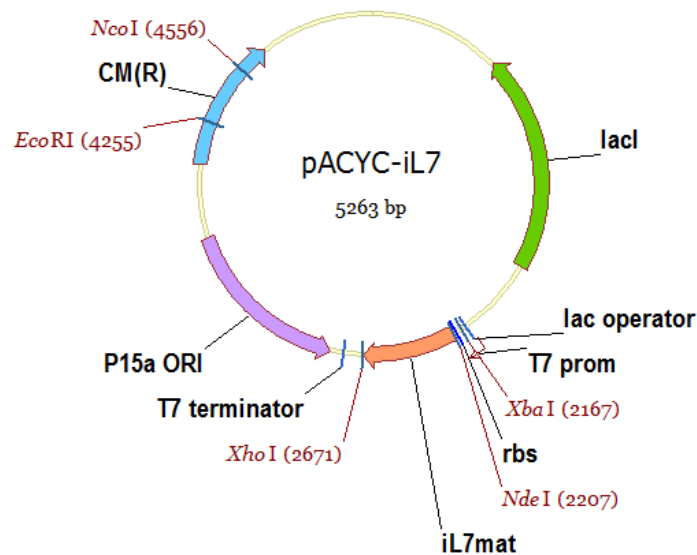 NcoI (4556)
CM(R)
EcoRI (4255)
pACYC-iL7
5263 bp
lacI
P15a ORI
T7 terminator
lac operator
T7 prom
XbaI (2167)
XhoI (2671)
rbs
NdeI (2207)
iL7mat